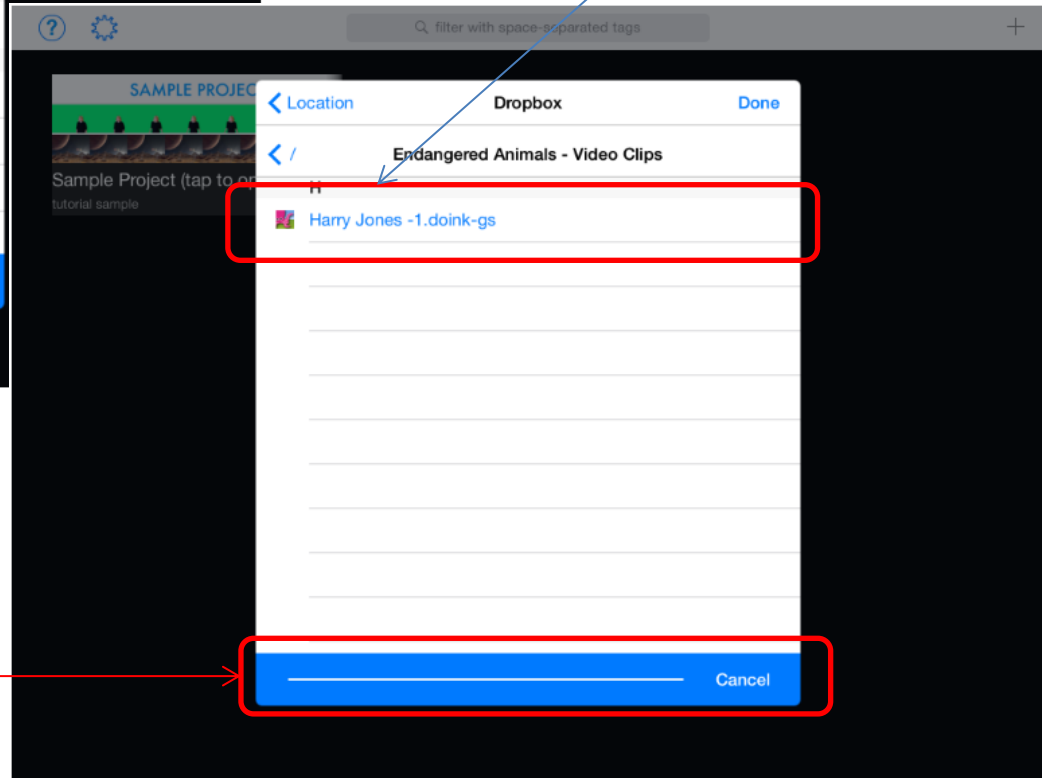 ?
filter with space-separated tags
SAMPLE PROJEC
Sample Project (tap to op
tutorial sample
Location
Dropbox
Done
/
Endangered Animals - Video Clips
H
Harry Jones -1.doink-gs
Cancel